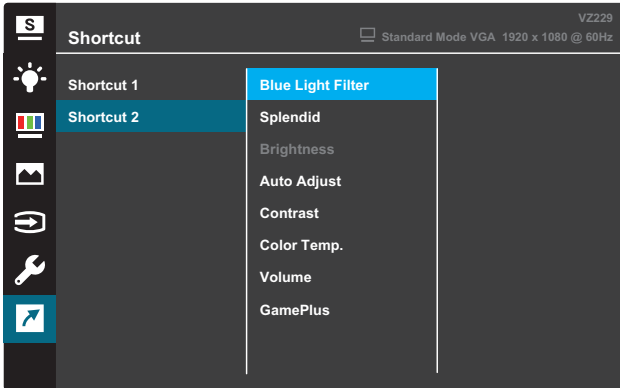 S
VZ229
Shortcut
Standard Mode VGA 1920 x 1080 @ 60Hz
Shortcut 1
Shortcut 2
Blue Light Filter
Splendid
Brightness
Auto Adjust
Contrast
Color Temp.
Volume
GamePlus